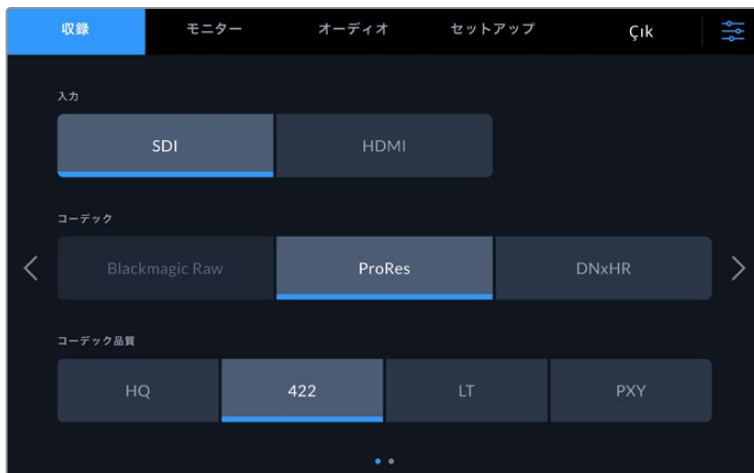 収録 モニター オーディオ セットアップ Çık
入力
SDI HDMI
コーデック
Blackmagic Raw ProRes DNxHR
コーデック品質
HQ 422 LT PXY